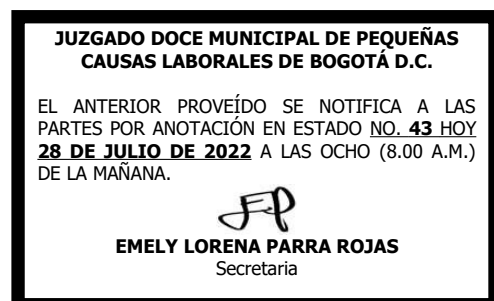 JUZGADO DOCE MUNICIPAL DE PEQUEÑAS
CAUSAS LABORALES DE BOGOTÁ D.C.
EL ANTERIOR PROVEÍDO SE NOTIFICA A LAS
PARTES POR ANOTACIÓN EN ESTADO NO. 43 HOY
28 DE JULIO DE 2022 A LAS OCHO (8.00 A.M.)
DE LA MAÑANA.
EMELY LORENA PARRA ROJAS
Secretaria